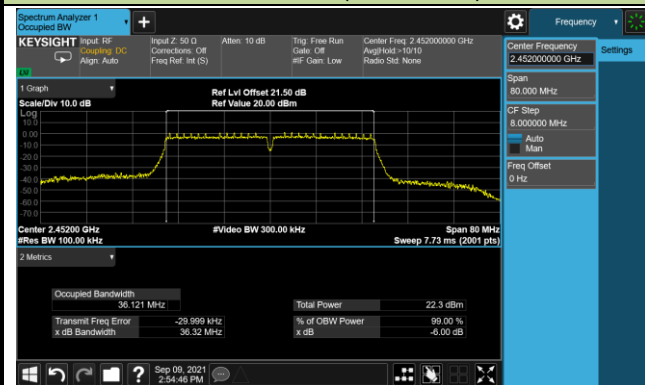 Spectrum Analyzer 1
Occupied BW
Frequency
KEYSIGHT
Input: RF
Coupling: DC
Align: Auto
Input Z: 50 Ω
Corrections: Off
Freq Ref: Int (S)
Atten: 10 dB
Trig: Free Run
Gate: Off
#IF Gain: Low
Center Freq: 2.452000000 GHz
Avg|Hold:>10/10
Radio Std: None
LV
Center Frequency
2.452000000 GHz
Settings
Span
80.000 MHz
CF Step
8.000000 MHz
Auto
Man
Freq Offset
0 Hz
1 Graph
Scale/Div 10.0 dB
Ref Lvl Offset 21.50 dB
Ref Value 20.00 dBm
Log
10.0
0.00
-10.0
-20.0
-30.0
-40.0
-50.0
-60.0
-70.0
Center 2.45200 GHz
#Res BW 100.00 kHz
#Video BW 300.00 kHz
Span 80 MHz
Sweep 7.73 ms (2001 pts)
2 Metrics
Occupied Bandwidth
36.121 MHz
Total Power 22.3 dBm
Transmit Freq Error -29.999 kHz
% of OBW Power 99.00 %
x dB Bandwidth 36.32 MHz
x dB -6.00 dB
?
Sep 09, 2021
2:54:46 PM